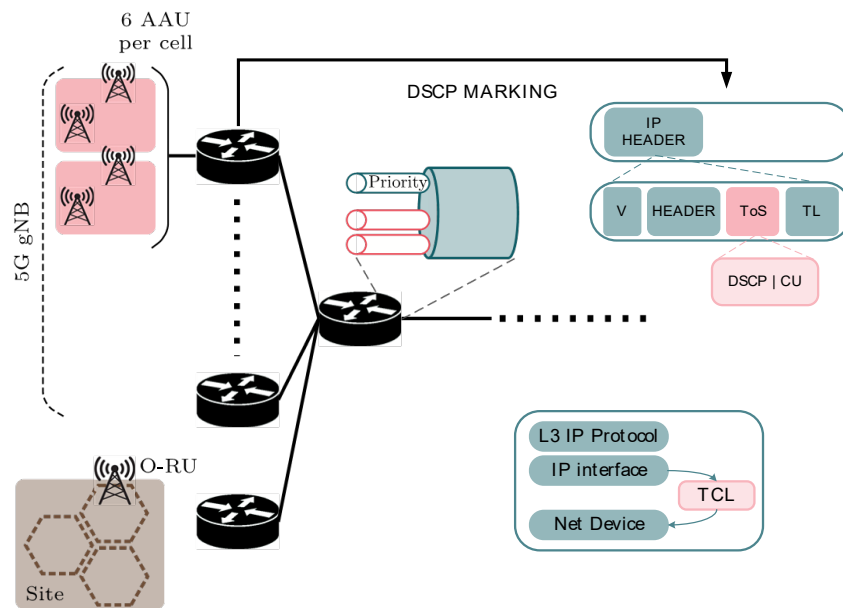 6 AAU
per cell
5G gNB
DSCP MARKING
Priority
IP
HEADER
V
HEADER
ToS
TL
DSCP | CU
O-RU
Site
L3 IP Protocol
IP interface
TCL
Net Device